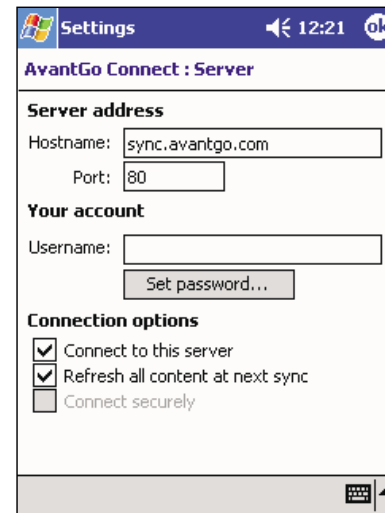 Settings 12:21 ok
AvantGo Connect : Server
Server address
Hostname: sync.avantgo.com
Port: 80
Your account
Username:
Set password...
Connection options
Connect to this server
Refresh all content at next sync
Connect securely